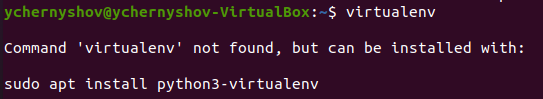 ychernyshov@ychernyshov-VirtualBox:~$ virtualenv
Command 'virtualenv' not found, but can be installed with:
sudo apt install python3-virtualenv